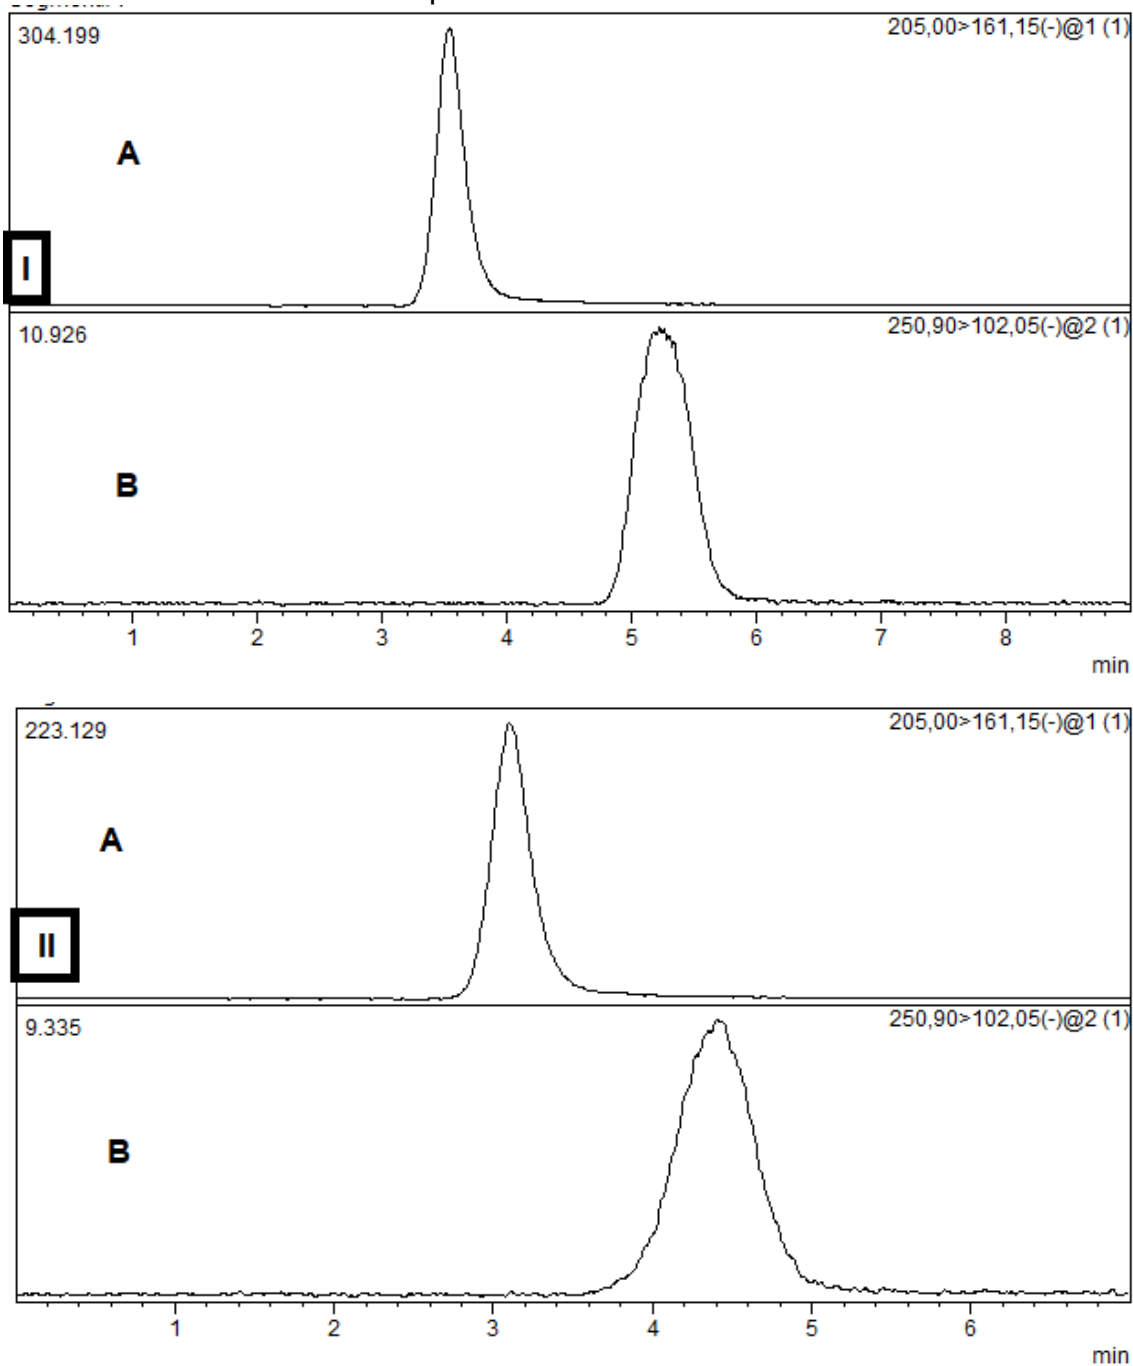 304.199 205,00>161,15(-)@1 (1)
A
I
10.926 250,90>102,05(-)@2 (1)
B
1 2 3 4 5 6 7 8
min
223.129 205,00>161,15(-)@1 (1)
A
II
9.335 250,90>102,05(-)@2 (1)
B
1 2 3 4 5 6
min